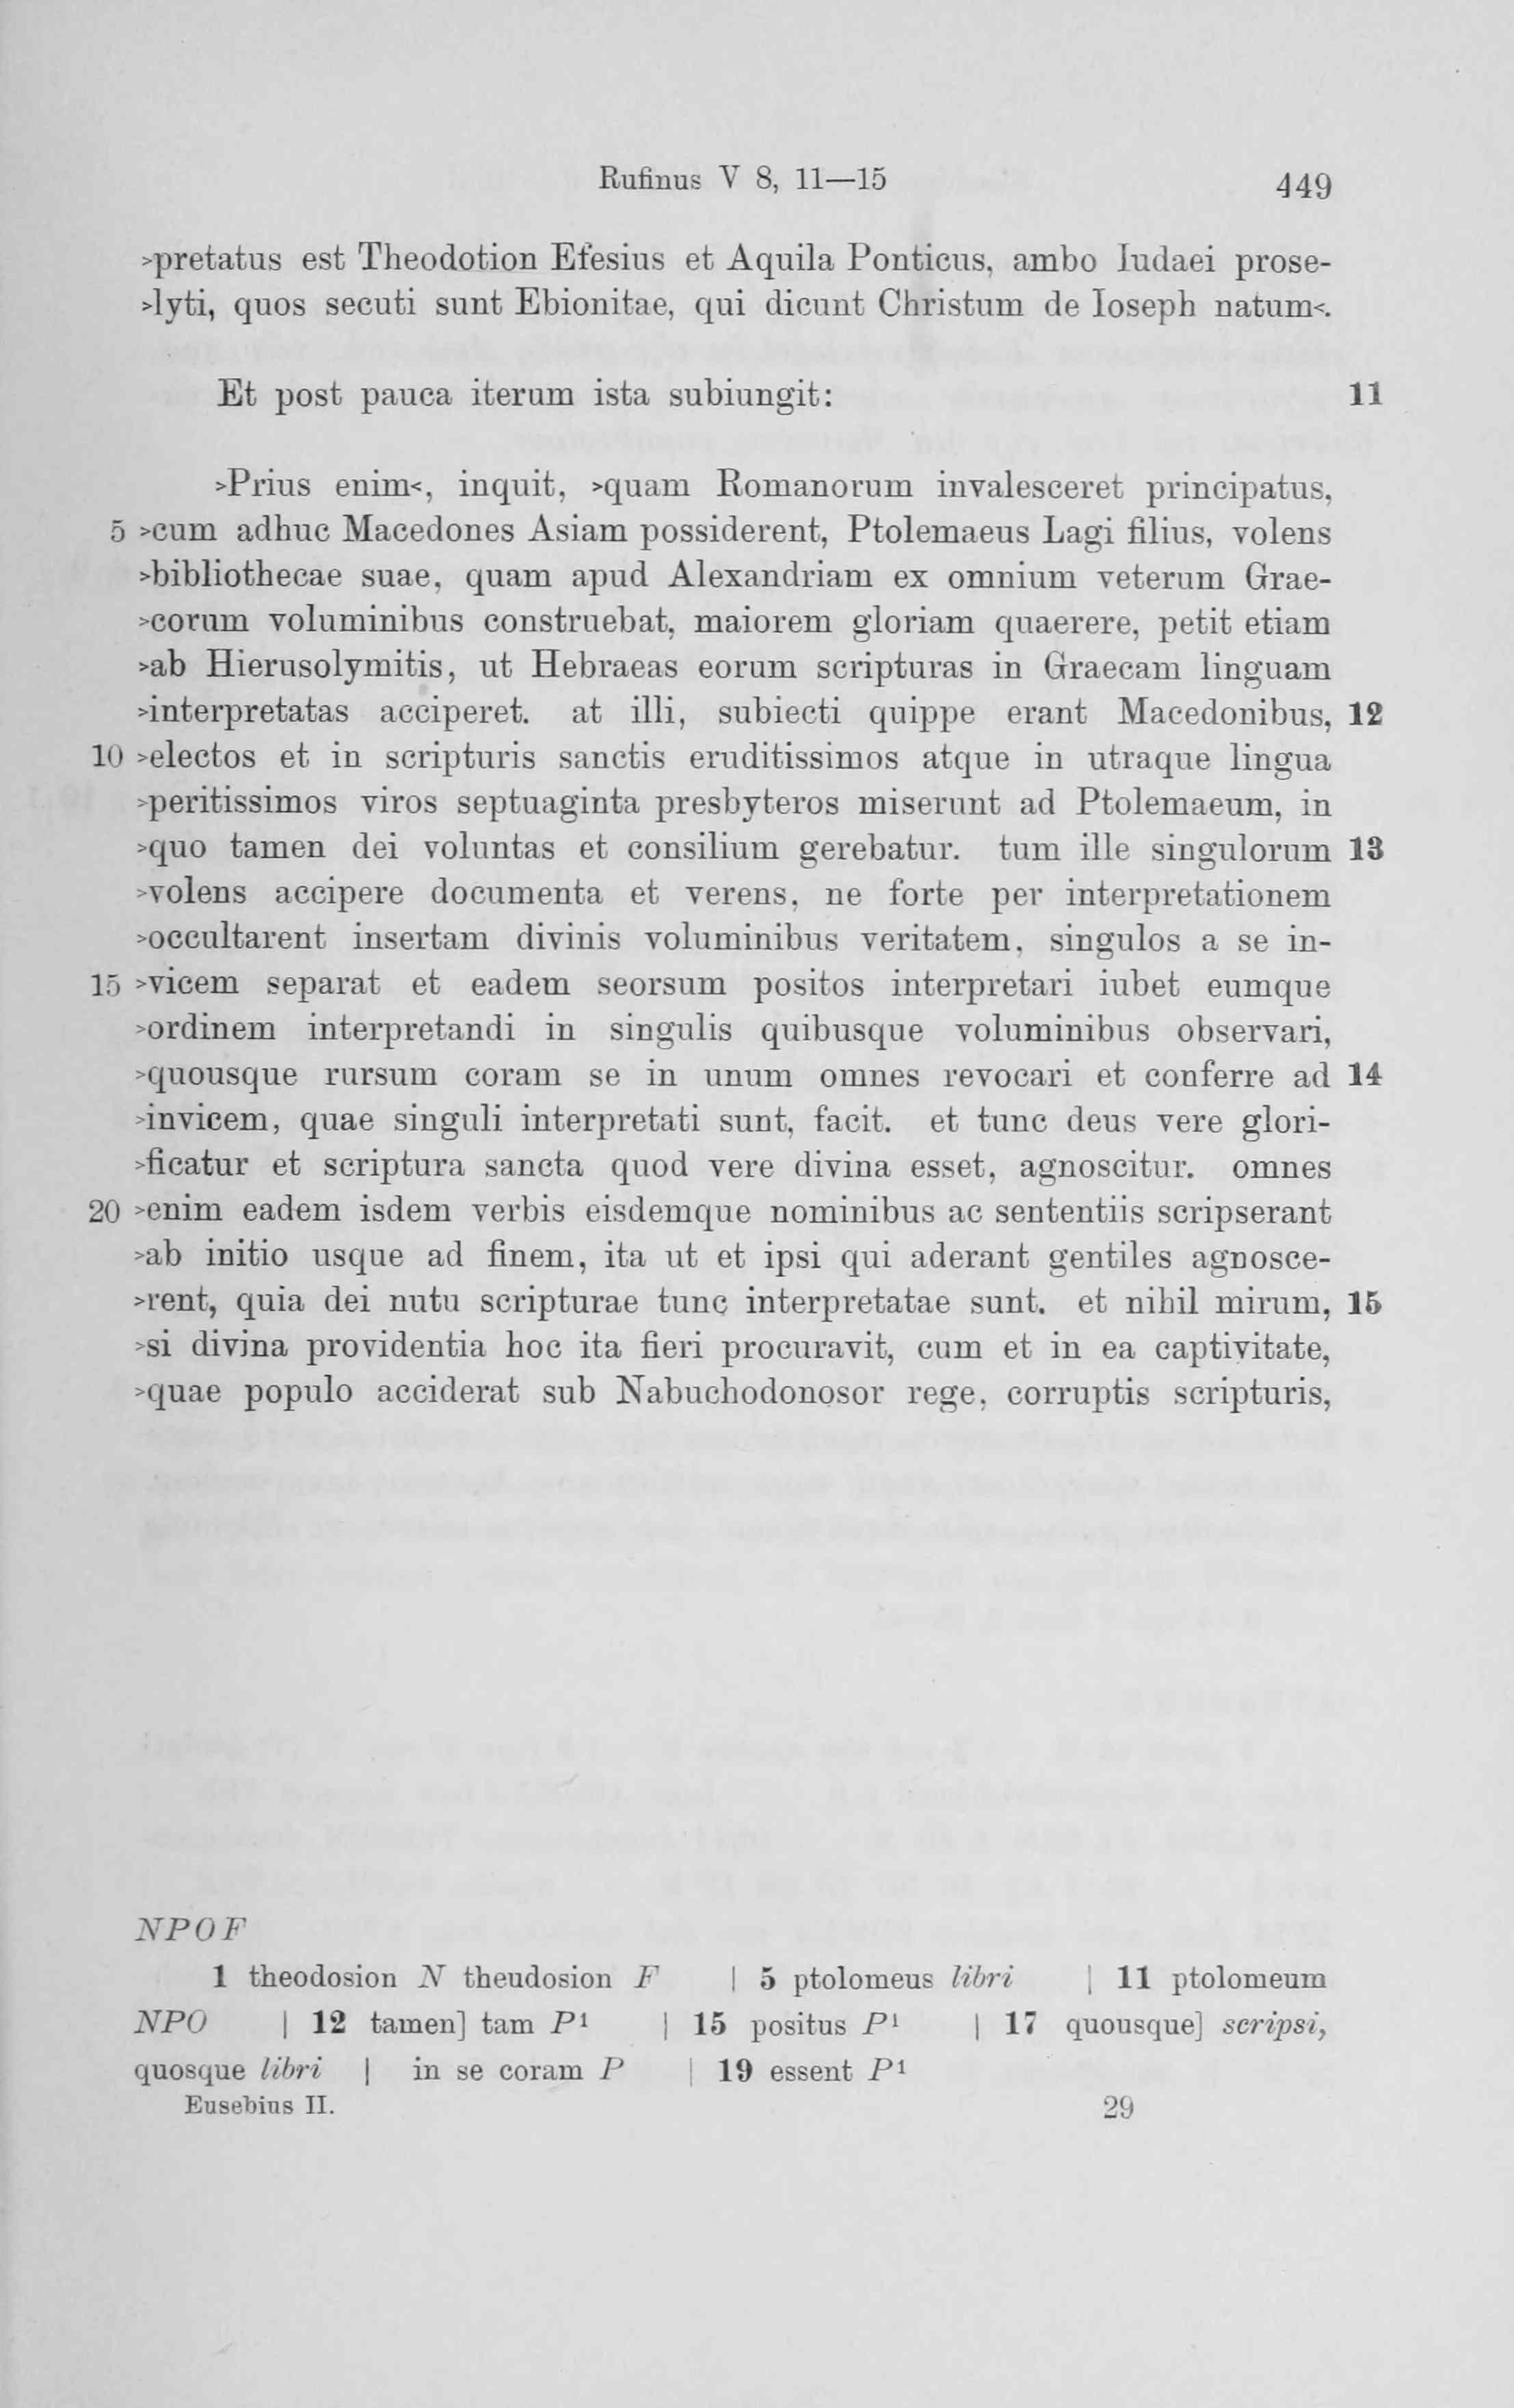 Rufinus V 8, 11—15 449
>pretatus est Theodotion Efesius et Aquila Ponticus, ambo Iudaei prose-
>lyti, quos secuti sunt Ebionitae, qui dicunt Christum de Ioseph natum<.
Et post pauca iterum ista subiungit: 11
>Prius enim<, inquit, >quam Romanorum invalesceret principatus,
5 >cum adhuc Macedones Asiam possiderent, Ptolemaeus Lagi filius, volens
>bibliothecae suae, quam apud Alexandriam ex omnium veterum Grae-
>corum voluminibus construebat, maiorem gloriam quaerere, petit etiam
>ab Hierusolymitis, ut Hebraeas eorum scripturas in Graecam linguam
>interpretatas acciperet. at illi, subiecti quippe erant Macedonibus, 12
10 >electos et in scripturis sanctis eruditissimos atque in utraque lingua
>peritissimos viros septuaginta presbyteros miserunt ad Ptolemaeum, in
>quo tamen dei voluntas et consilium gerebatur. tum ille singulorum 13
>volens accipere documenta et verens, ne forte per interpretationem
>occultarent insertam divinis voluminibus veritatem, singulos a se in-
15 >vicem separat et eadem seorsum positos interpretari iubet eumque
>ordinem interpretandi in singulis quibusque voluminibus observari,
>quousque rursum coram se in unum omnes revocari et conferre ad 14
>invicem, quae singuli interpretati sunt, facit. et tunc deus vere glori-
>ficatur et scriptura sancta quod vere divina esset, agnoscitur. omnes
20 >enim eadem isdem verbis eisdemque nominibus ac sententiis scripserant
>ab initio usque ad finem, ita ut et ipsi qui aderant gentiles agnosce-
>rent, quia dei nutu scripturae tunc interpretatae sunt. et nihil mirum, 15
>si divina providentia hoc ita fieri procuravit, cum et in ea captivitate,
>quae populo acciderat sub Nabuchodonosor rege, corruptis scripturis,
NPOF
1 theodosion N theudosion F | 5 ptolomeus libri | 11 ptolomeum
NPO | 12 tamen] tam P¹ | 15 positus P¹ | 17 quousque] scripsi,
quosque libri | in se coram P | 19 essent P¹
Eusebius II. 29